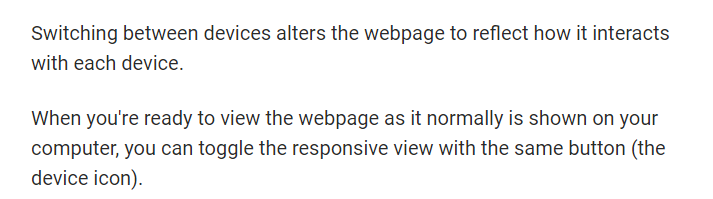 Switching between devices alters the webpage to reflect how it interacts
with each device.
When you're ready to view the webpage as it normally is shown on your
computer, you can toggle the responsive view with the same button (the
device icon).